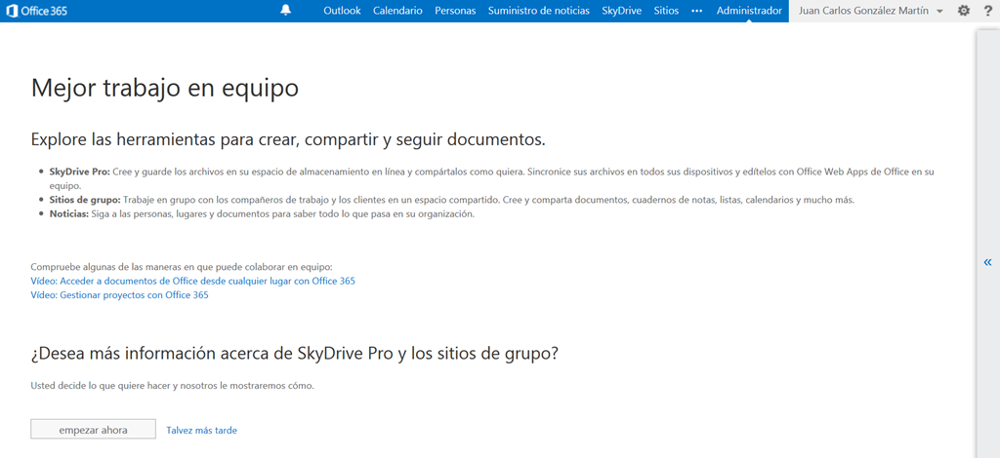 Office 365 Outlook Calendario Personas Suministro de noticias SkyDrive Sitios ••• Administrador Juan Carlos González Martín ?
Mejor trabajo en equipo
Explore las herramientas para crear, compartir y seguir documentos.
• SkyDrive Pro: Cree y guarde los archivos en su espacio de almacenamiento en línea y compártalos como quiera. Sincronice sus archivos en todos sus dispositivos y edítelos con Office Web Apps de Office en su
equipo.
• Sitios de grupo: Trabaje en grupo con los compañeros de trabajo y los clientes en un espacio compartido. Cree y comparta documentos, cuadernos de notas, listas, calendarios y mucho más.
• Noticias: Siga a las personas, lugares y documentos para saber todo lo que pasa en su organización.
«
Compruebe algunas de las maneras en que puede colaborar en equipo:
Vídeo: Acceder a documentos de Office desde cualquier lugar con Office 365
Vídeo: Gestionar proyectos con Office 365
¿Desea más información acerca de SkyDrive Pro y los sitios de grupo?
Usted decide lo que quiere hacer y nosotros le mostraremos cómo.
empezar ahora Talvez más tarde